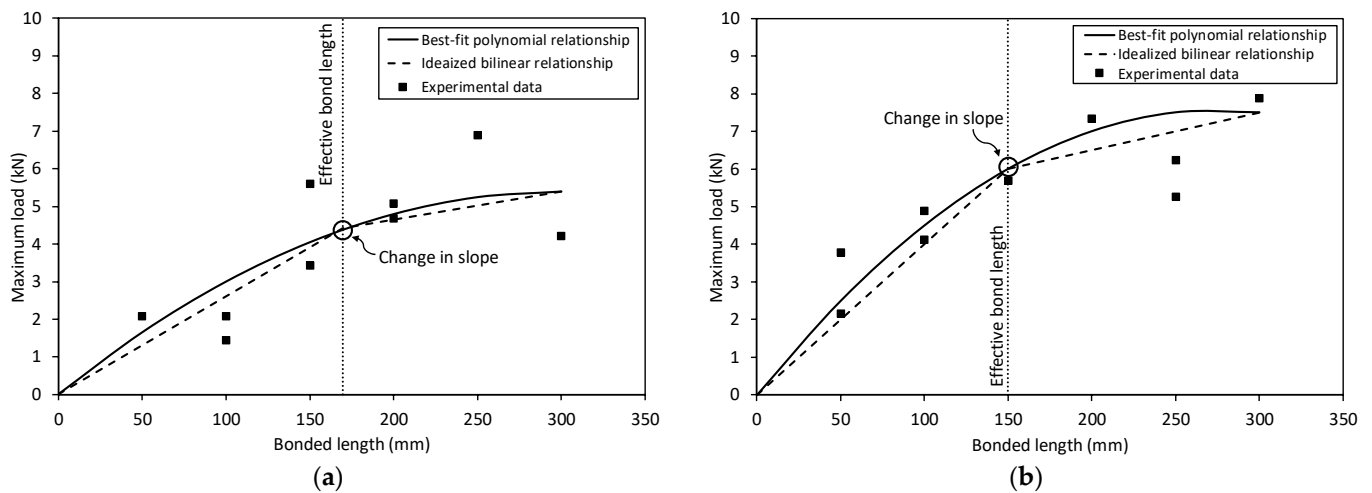 10
9
8
7
6
5
4
3
2
1
0
Maximum load (kN)
Effective bond length
Best-fit polynomial relationship
Ideaized bilinear relationship
Experimental data
Change in slope
0 50 100 150 200 250 300 350
Bonded length (mm)
(a)
10
9
8
7
6
5
4
3
2
1
0
Maximum load (kN)
Best-fit polynomial relationship
Idealized bilinear relationship
Experimental data
Change in slope
Effective bond length
0 50 100 150 200 250 300 350
Bonded length (mm)
(b)